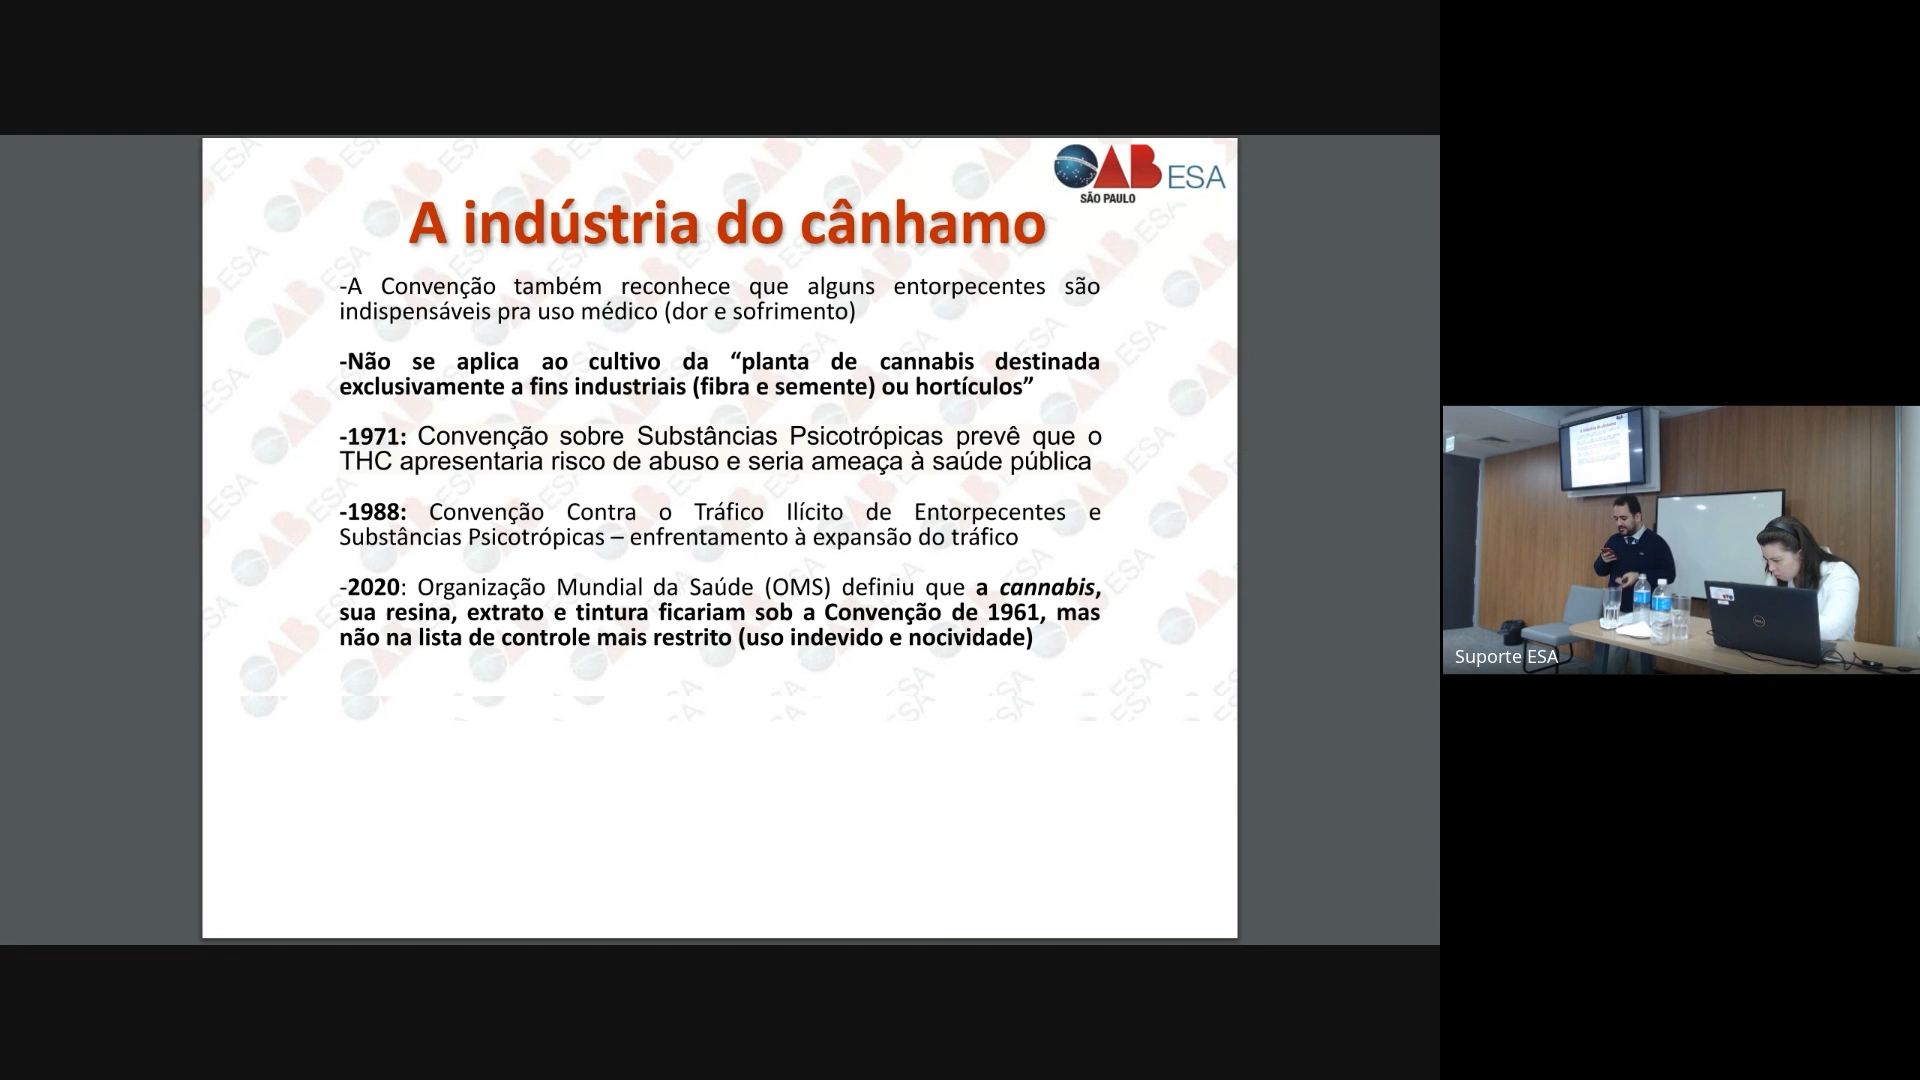 OAB ESA
SÃO PAULO
A indústria do cânhamo
-A Convenção também reconhece que alguns entorpecentes são
indispensáveis pra uso médico (dor e sofrimento)
-Não se aplica ao cultivo da “planta de cannabis destinada
exclusivamente a fins industriais (fibra e semente) ou hortículos”
-1971: Convenção sobre Substâncias Psicotrópicas prevê que o
THC apresentaria risco de abuso e seria ameaça à saúde pública
-1988: Convenção Contra o Tráfico Ilícito de Entorpecentes e
Substâncias Psicotrópicas – enfrentamento à expansão do tráfico
-2020: Organização Mundial da Saúde (OMS) definiu que a cannabis,
sua resina, extrato e tintura ficariam sob a Convenção de 1961, mas
não na lista de controle mais restrito (uso indevido e nocividade)
Suporte ESA